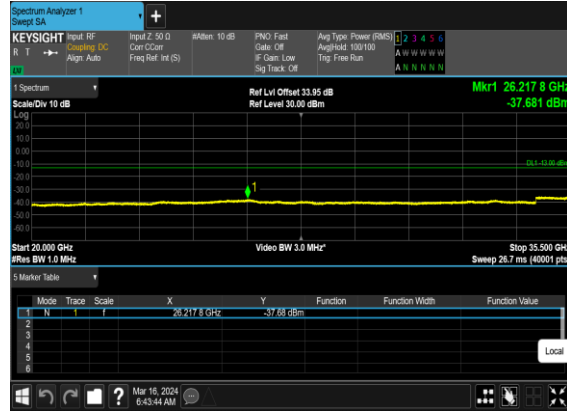 Spectrum Analyzer 1
Swept SA
+
KEYSIGHT Input: RF Input Z: 50 Ω #Atten: 10 dB PNO: Fast Avg Type: Power (RMS) 1 2 3 4 5 6
R T Coupling: DC Corr CCorr Gate: Off Avg|Hold: 100/100 A W W W W W
Align: Auto Freq Ref: Int (S) IF Gain: Low Trig: Free Run
LW Sig Track: Off A N N N N N
1 Spectrum Ref Lvl Offset 33.95 dB Mkr1 26.217 8 GHz
Scale/Div 10 dB Ref Level 30.00 dBm -37.681 dBm
Log
20.0
10.0
0.00
-10.0 DL1 -13.00 dBm
-20.0
-30.0 1
-40.0
-50.0
-60.0
Start 20.000 GHz Video BW 3.0 MHz* Stop 35.500 GHz
#Res BW 1.0 MHz Sweep 26.7 ms (40001 pts)
5 Marker Table
Mode Trace Scale X Y Function Function Width Function Value
1 N 1 f 26.217 8 GHz -37.68 dBm
2
3
4
5
6
Local
? Mar 16, 2024
6:43:44 AM